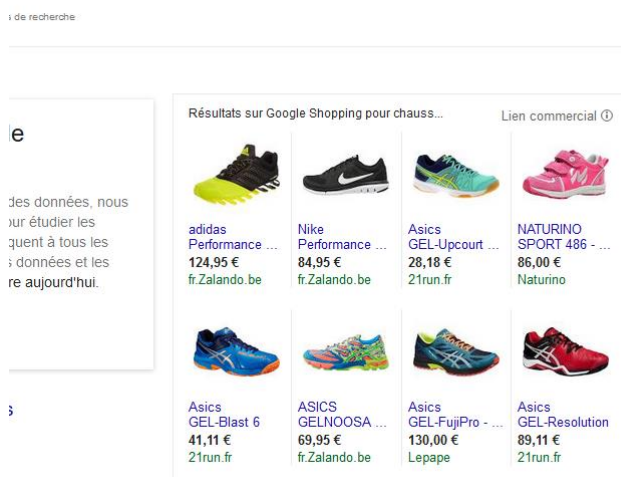 s de recherche
le
des données, nous
our étudier les
quent à tous les
s données et les
re aujourd'hui.
s
Résultats sur Google Shopping pour chauss...
Lien commercial
adidas
Performance ...
124,95 €
fr.Zalando.be
Nike
Performance ...
84,95 €
fr.Zalando.be
Asics
GEL-Upcourt ...
28,18 €
21run.fr
NATURINO
SPORT 486 - ...
86,00 €
Naturino
Asics
GEL-Blast 6
41,11 €
21run.fr
ASICS
GELNOOSA ...
69,95 €
fr.Zalando.be
Asics
GEL-FujiPro - ...
130,00 €
Lepape
Asics
GEL-Resolution
89,11 €
21run.fr